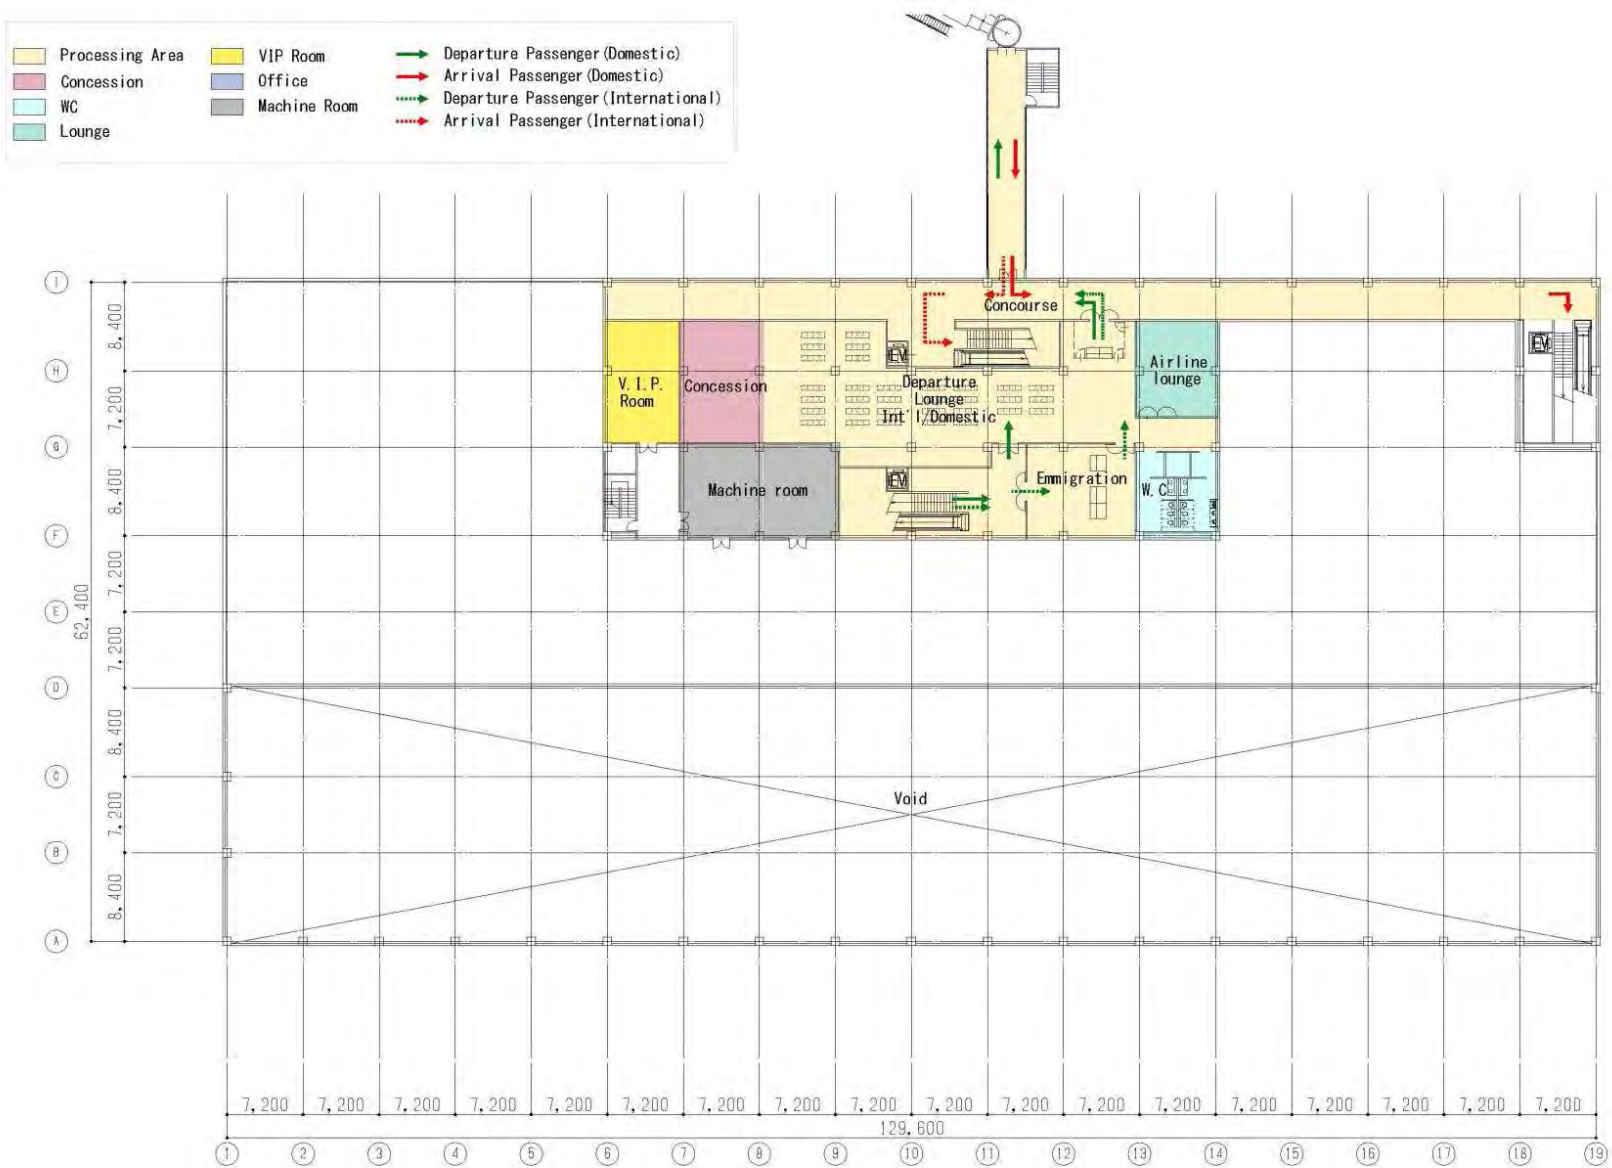 Processing Area
Concession
WC
Lounge
VIP Room
Office
Machine Room
Departure Passenger(Domestic)
Arrival Passenger(Domestic)
Departure Passenger(International)
Arrival Passenger(International)
I
H
G
F
E
D
C
B
A
8,400
7,200
8,400
7,200
7,200
8,400
7,200
8,400
62,400
Concourse
V.I.P.
Room
Concession
EV
Departure
Lounge
Int'l/Domestic
Airline
lounge
EV
Machine room
EV
Emmigration
W.C
Void
7,200 7,200 7,200 7,200 7,200 7,200 7,200 7,200 7,200 7,200 7,200 7,200 7,200 7,200 7,200 7,200 7,200 7,200
129,600
1 2 3 4 5 6 7 8 9 10 11 12 13 14 15 16 17 18 19